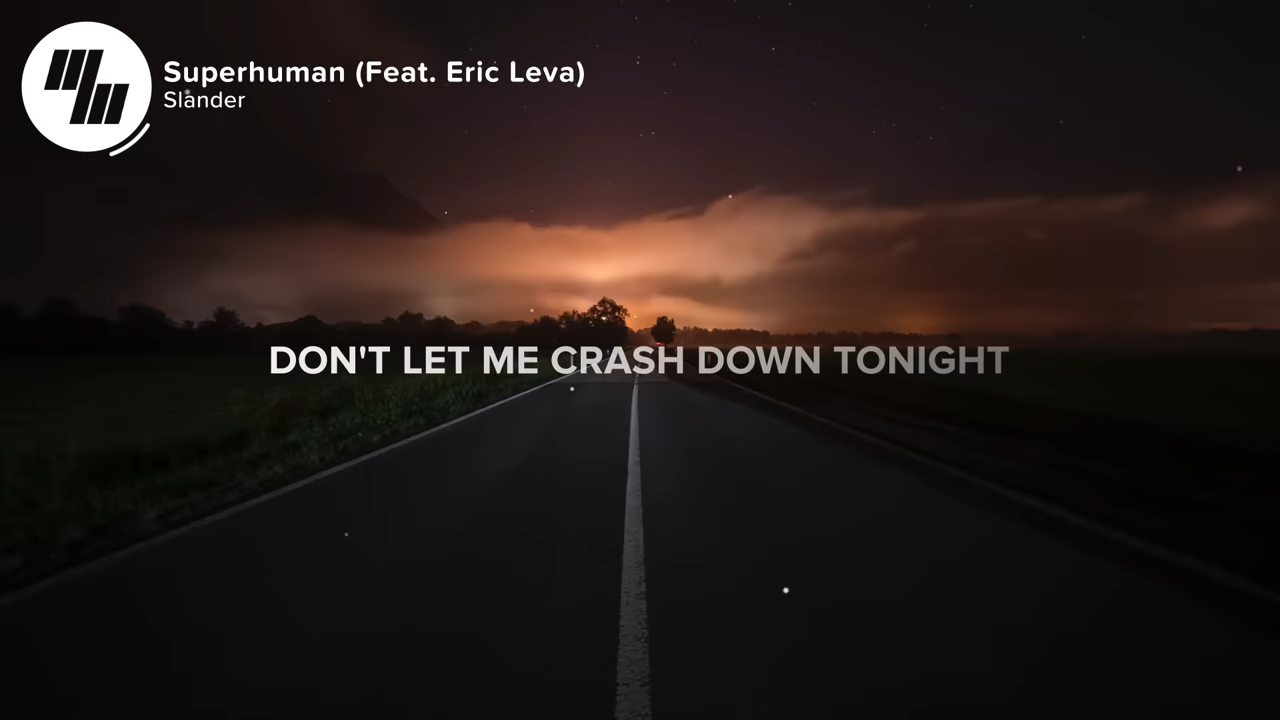 Superhuman (Feat. Eric Leva)
Slander
DON'T LET ME CRASH DOWN TONIGHT